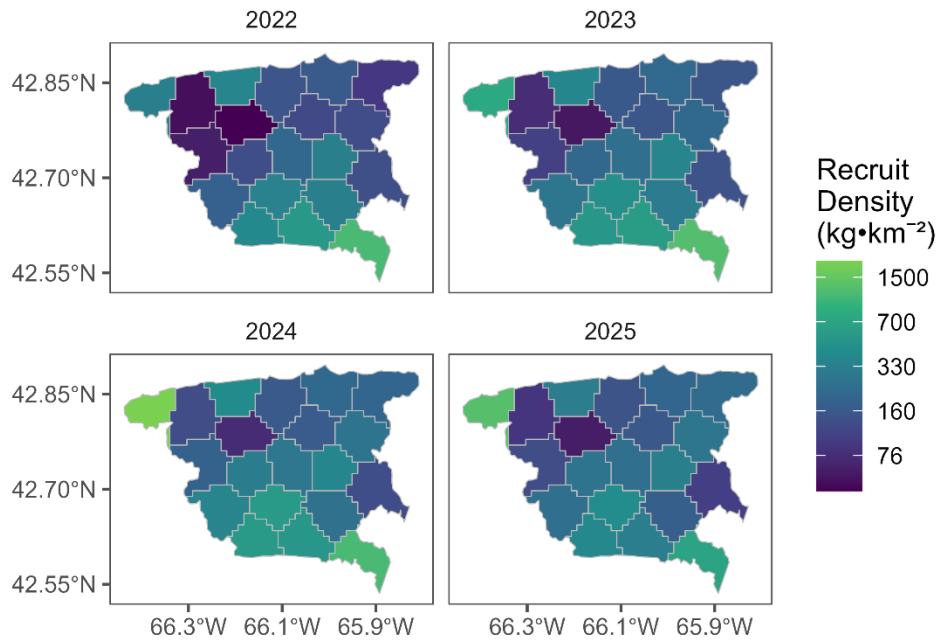 2022
2023
42.85°N
42.70°N
42.55°N
2024
2025
42.85°N
42.70°N
42.55°N
66.3°W 66.1°W 65.9°W
66.3°W 66.1°W 65.9°W
Recruit
Density
(kg•km⁻²)
1500
700
330
160
76